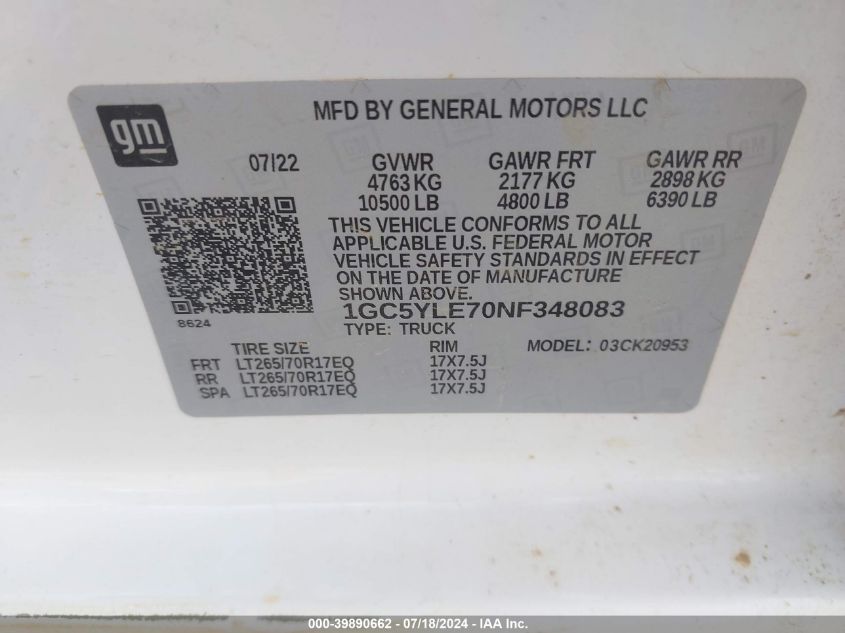 gm
MFD BY GENERAL MOTORS LLC
07/22 GVWR GAWR FRT GAWR RR
4763 KG 2177 KG 2898 KG
10500 LB 4800 LB 6390 LB
THIS VEHICLE CONFORMS TO ALL
APPLICABLE U.S. FEDERAL MOTOR
VEHICLE SAFETY STANDARDS IN EFFECT
ON THE DATE OF MANUFACTURE
SHOWN ABOVE.
1GC5YLE70NF348083
8624
TYPE: TRUCK
TIRE SIZE RIM MODEL: 03CK20953
FRT LT265/70R17EQ 17X7.5J
RR LT265/70R17EQ 17X7.5J
SPA LT265/70R17EQ 17X7.5J
000-39890662 - 07/18/2024 - IAA Inc.